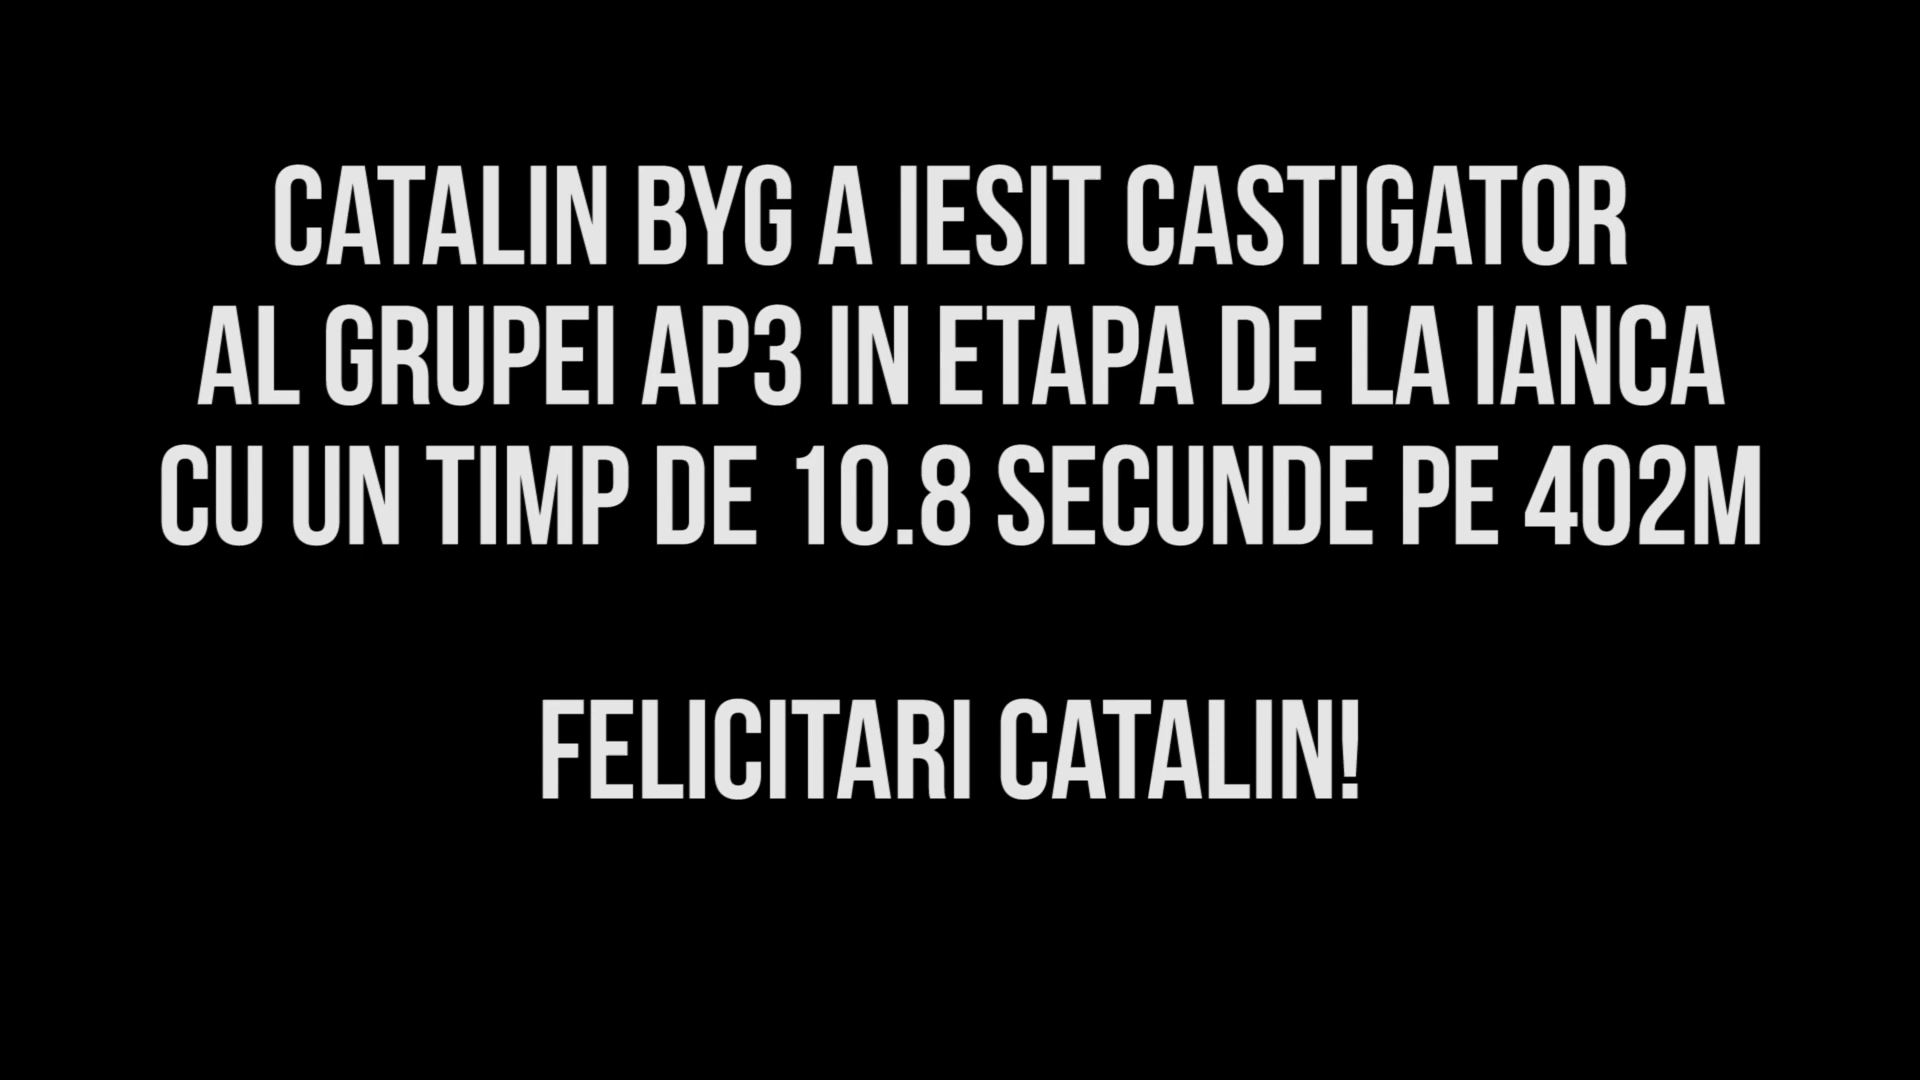 CATALIN BYG A IESIT CASTIGATOR
AL GRUPEI AP3 IN ETAPA DE LA IANCA
CU UN TIMP DE 10.8 SECUNDE PE 402M
FELICITARI CATALIN!